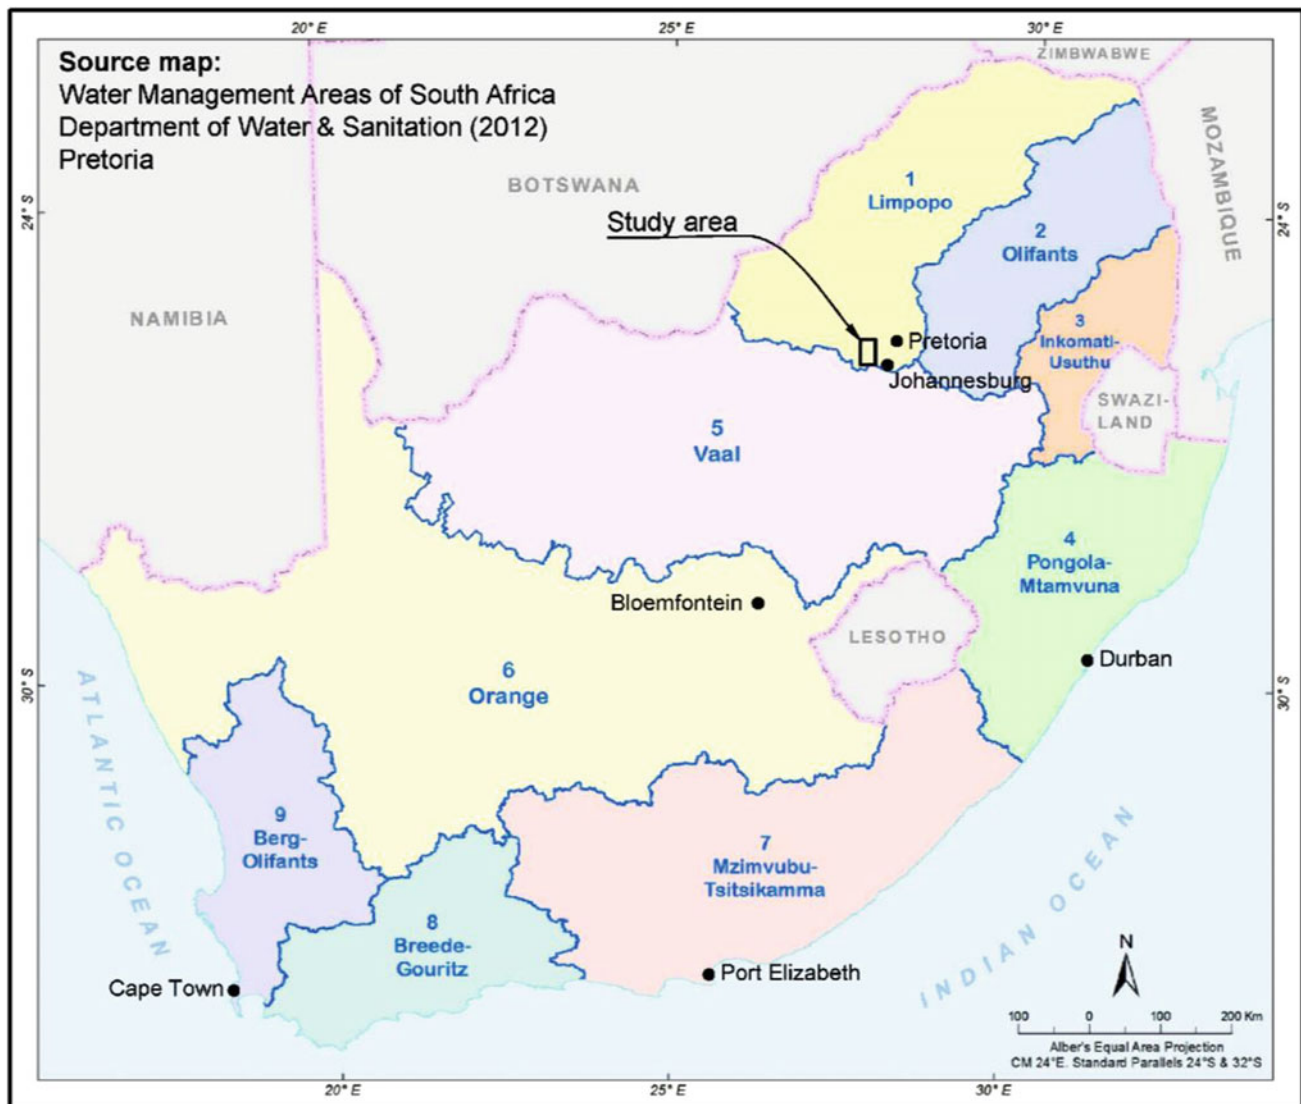 20° E
25° E
30° E
Source map:
Water Management Areas of South Africa
Department of Water & Sanitation (2012)
Pretoria
ZIMBWABWE
MOZAMBIQUE
BOTSWANA
NAMIBIA
24° S
24° S
Study area
1
Limpopo
2
Olifants
3
Inkomati-
Usuthu
Pretoria
Johannesburg
SWAZI-
LAND
5
Vaal
4
Pongola-
Mtamvuna
Bloemfontein
LESOTHO
Durban
6
Orange
30° S
30° S
ATLANTIC OCEAN
9
Berg-
Olifants
7
Mzimvubu-
Tsitsikamma
8
Breede-
Gouritz
INDIAN OCEAN
Cape Town
Port Elizabeth
N
100 0 100 200 Km
Alber's Equal Area Projection
CM 24°E. Standard Parallels 24°S & 32°S
20° E
25° E
30° E